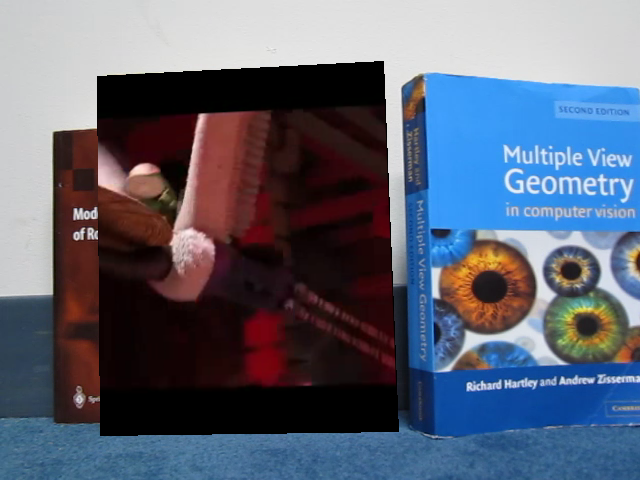 Mod
of Ro
SECOND EDITION
Multiple View
Geometry
in computer vision
Richard Hartley and Andrew Zisserma
Hartley and
Zisserman
Multiple View Geometry